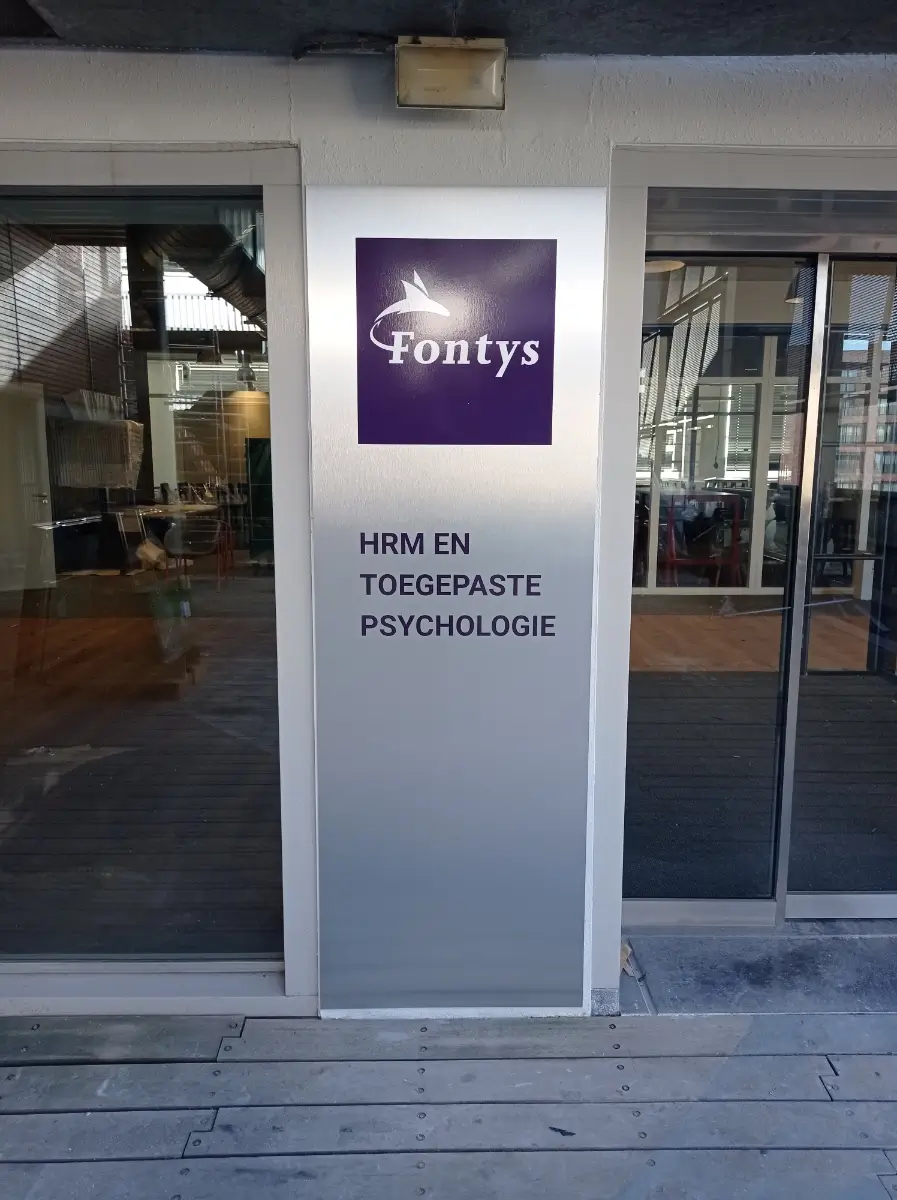 Fontys
HRM EN
TOEGEPASTE
PSYCHOLOGIE